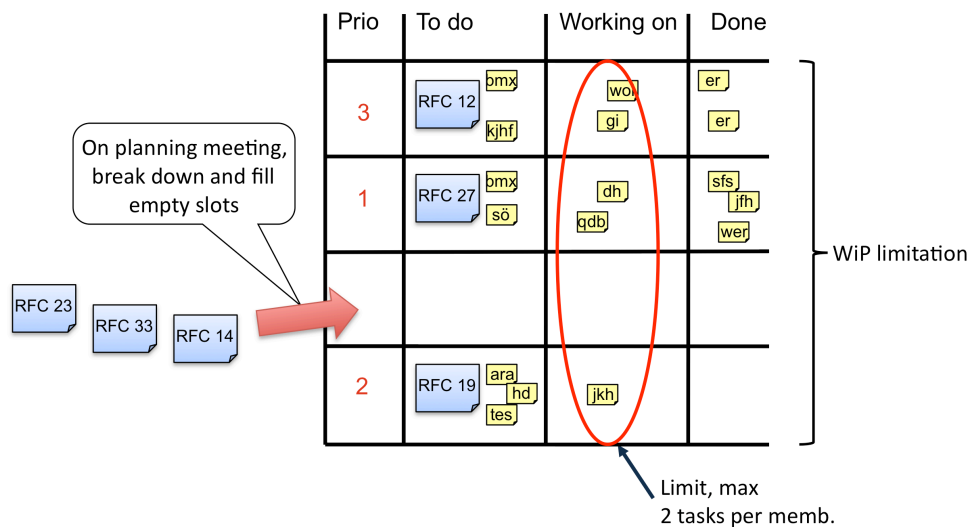 Prio To do Working on Done
On planning meeting,
break down and fill
empty slots
3 RFC 12 bmx kjhf wor gi er er
1 RFC 27 bmx sö dh qdb sfs jfh wer
RFC 23
RFC 33
RFC 14
2 RFC 19 ara hd tes jkh
WiP limitation
Limit, max
2 tasks per memb.